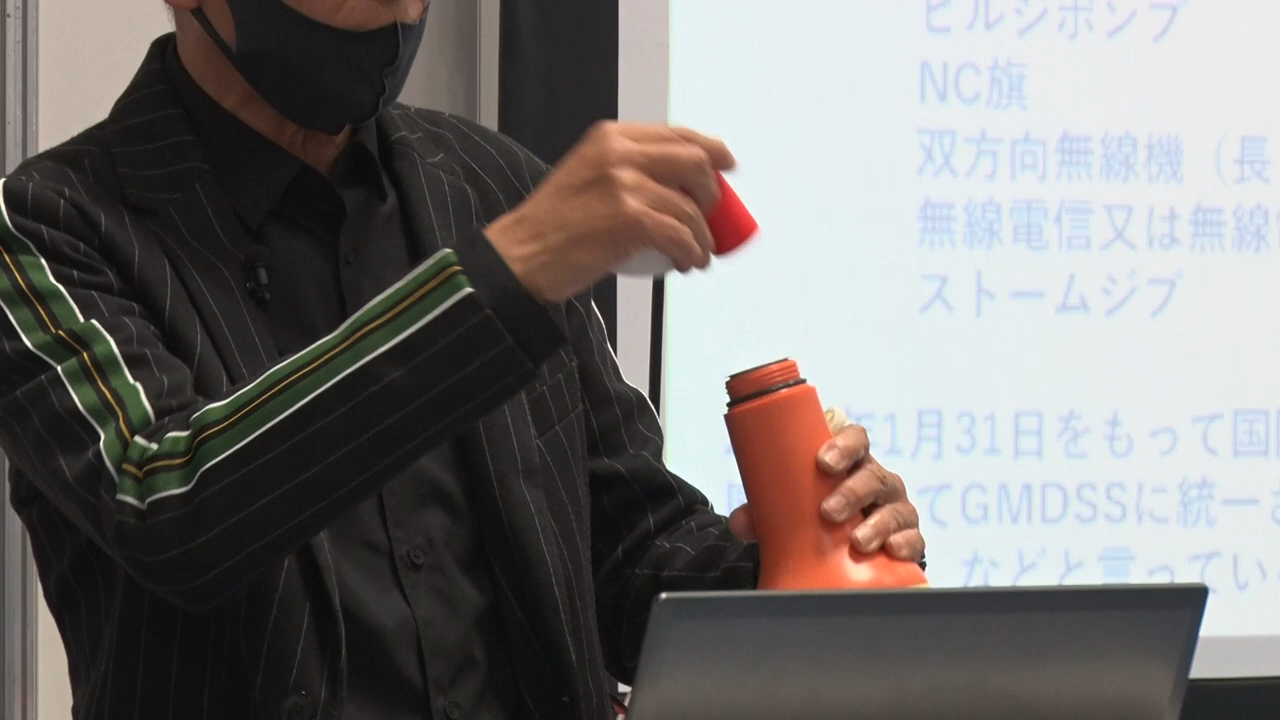 ビルジポンプ
NC旗
双方向無線機（長
無線電信又は無線
ストームジブ
年1月31日をもって国
てGMDSSに統一
などと言ってい